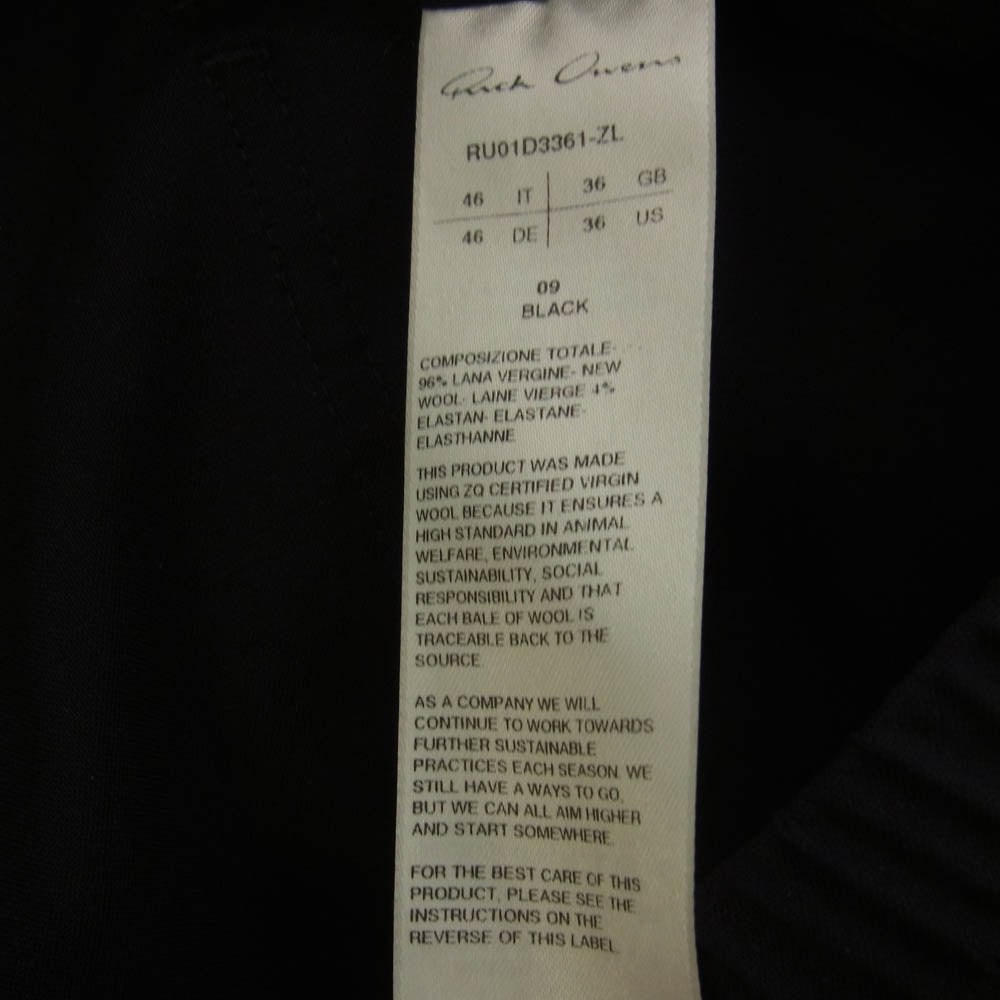 Rick Owens
RU01D3361-ZL
46 IT 36 GB
46 DE 36 US
09
BLACK
COMPOSIZIONE TOTALE-
96% LANA VERGINE- NEW
WOOL- LAINE VIERGE 4%
ELASTAN- ELASTANE-
ELASTHANNE
THIS PRODUCT WAS MADE
USING ZQ CERTIFIED VIRGIN
WOOL BECAUSE IT ENSURES A
HIGH STANDARD IN ANIMAL
WELFARE, ENVIRONMENTAL
SUSTAINABILITY, SOCIAL
RESPONSIBILITY AND THAT
EACH BALE OF WOOL IS
TRACEABLE BACK TO THE
SOURCE
AS A COMPANY WE WILL
CONTINUE TO WORK TOWARDS
FURTHER SUSTAINABLE
PRACTICES EACH SEASON. WE
STILL HAVE A WAYS TO GO,
BUT WE CAN ALL AIM HIGHER
AND START SOMEWHERE.
FOR THE BEST CARE OF THIS
PRODUCT, PLEASE SEE THE
INSTRUCTIONS ON THE
REVERSE OF THIS LABEL